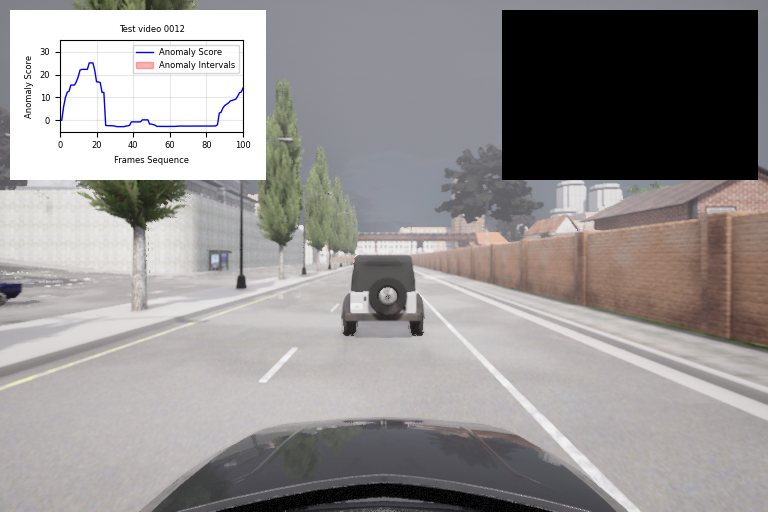 Test video 0012
Anomaly Score
Anomaly Intervals
Anomaly Score
30
20
10
0
0 20 40 60 80 100
Frames Sequence